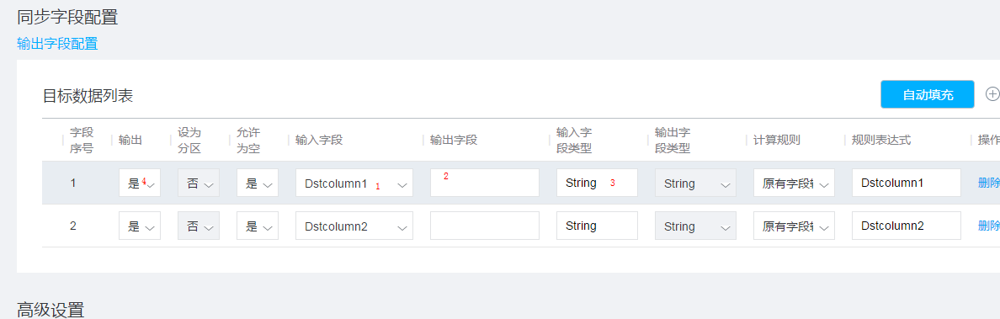 同步字段配置
输出字段配置
目标数据列表
自动填充
字段序号 输出 设为分区 允许为空 输入字段 输出字段 输入字段类型 输出字段类型 计算规则 规则表达式 操作
1 是 4 否 是 Dstcolumn1 1 2 String 3 String 原有字段 Dstcolumn1 删除
2 是 否 是 Dstcolumn2 String String 原有字段 Dstcolumn2 删除
高级设置